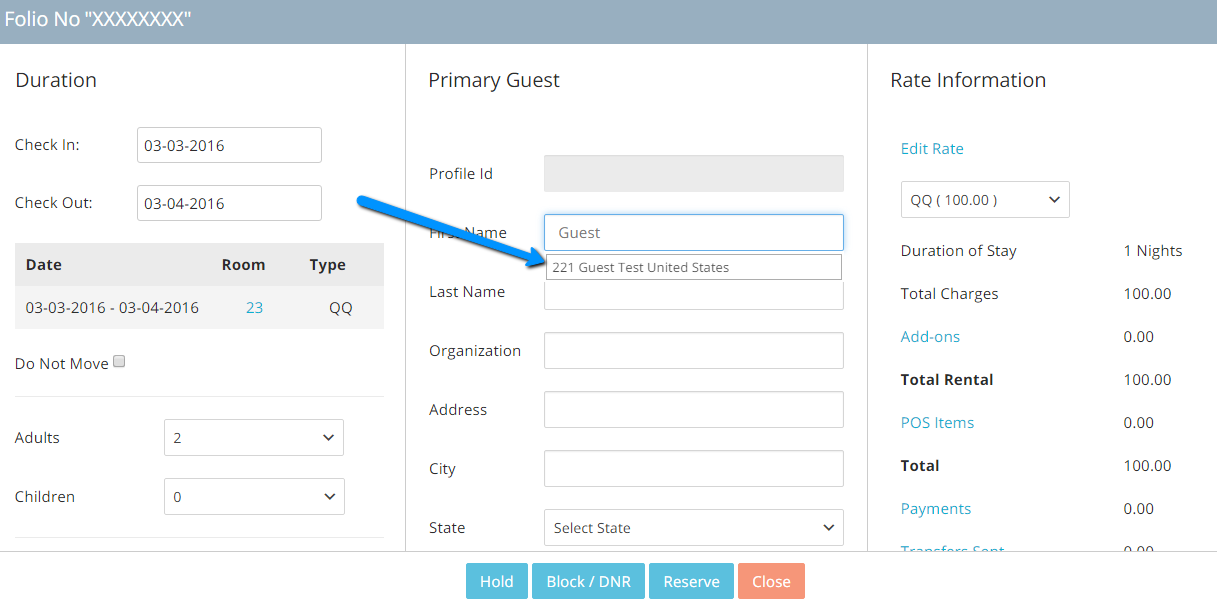 Folio No "XXXXXXXX"
Duration
Check In: 03-03-2016
Check Out: 03-04-2016
Date Room Type
03-03-2016 - 03-04-2016 23 QQ
Do Not Move
Adults 2
Children 0
Primary Guest
Profile Id
First Name Guest
221 Guest Test United States
Last Name
Organization
Address
City
State Select State
Rate Information
Edit Rate
QQ ( 100.00 )
Duration of Stay 1 Nights
Total Charges 100.00
Add-ons 0.00
Total Rental 100.00
POS Items 0.00
Total 100.00
Payments 0.00
Transfers Sent 0.00
Hold Block / DNR Reserve Close